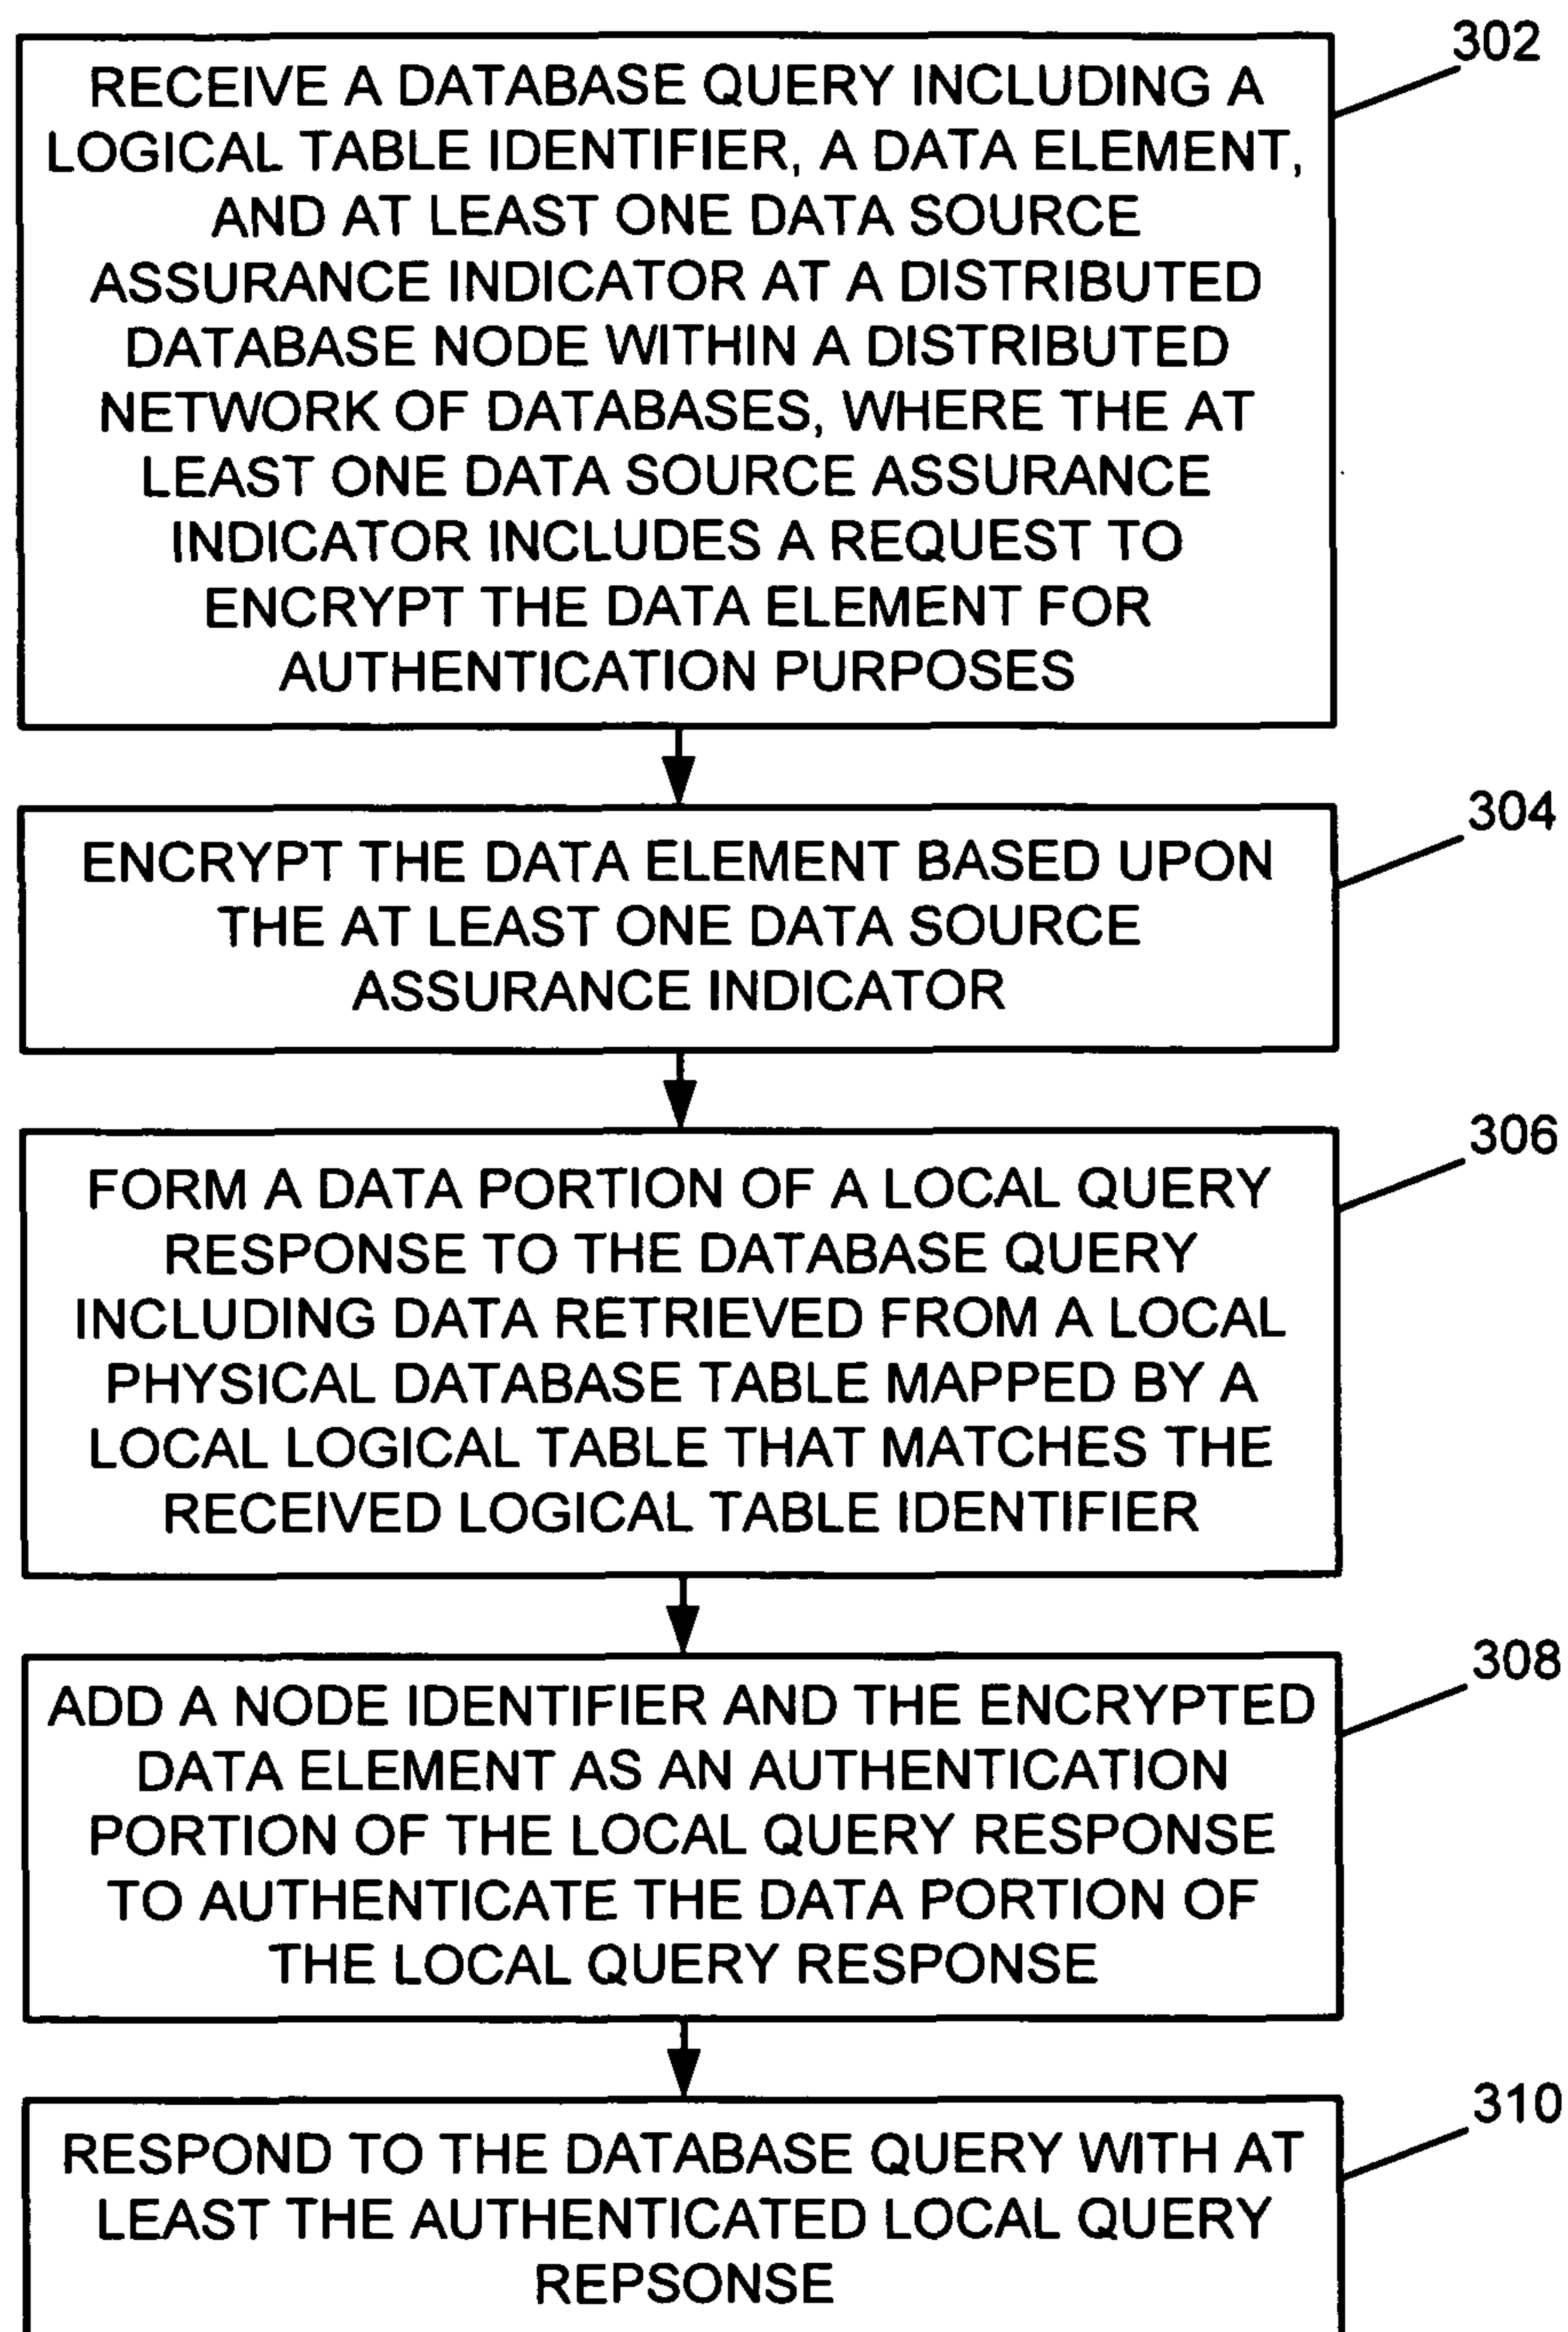 302
RECEIVE A DATABASE QUERY INCLUDING A
LOGICAL TABLE IDENTIFIER, A DATA ELEMENT,
AND AT LEAST ONE DATA SOURCE
ASSURANCE INDICATOR AT A DISTRIBUTED
DATABASE NODE WITHIN A DISTRIBUTED
NETWORK OF DATABASES, WHERE THE AT
LEAST ONE DATA SOURCE ASSURANCE
INDICATOR INCLUDES A REQUEST TO
ENCRYPT THE DATA ELEMENT FOR
AUTHENTICATION PURPOSES
304
ENCRYPT THE DATA ELEMENT BASED UPON
THE AT LEAST ONE DATA SOURCE
ASSURANCE INDICATOR
306
FORM A DATA PORTION OF A LOCAL QUERY
RESPONSE TO THE DATABASE QUERY
INCLUDING DATA RETRIEVED FROM A LOCAL
PHYSICAL DATABASE TABLE MAPPED BY A
LOCAL LOGICAL TABLE THAT MATCHES THE
RECEIVED LOGICAL TABLE IDENTIFIER
308
ADD A NODE IDENTIFIER AND THE ENCRYPTED
DATA ELEMENT AS AN AUTHENTICATION
PORTION OF THE LOCAL QUERY RESPONSE
TO AUTHENTICATE THE DATA PORTION OF
THE LOCAL QUERY RESPONSE
310
RESPOND TO THE DATABASE QUERY WITH AT
LEAST THE AUTHENTICATED LOCAL QUERY
REPSONSE